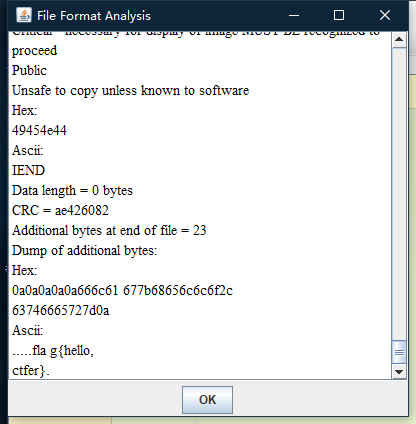 File Format Analysis
Critical - necessary for display of image MUST BE recognized to
proceed
Public
Unsafe to copy unless known to software
Hex:
49454e44
Ascii:
IEND
Data length = 0 bytes
CRC = ae426082
Additional bytes at end of file = 23
Dump of additional bytes:
Hex:
0a0a0a0a0a666c61 677b68656c6c6f2c
63746665727d0a
Ascii:
.....fla g{hello,
ctfer}.
OK